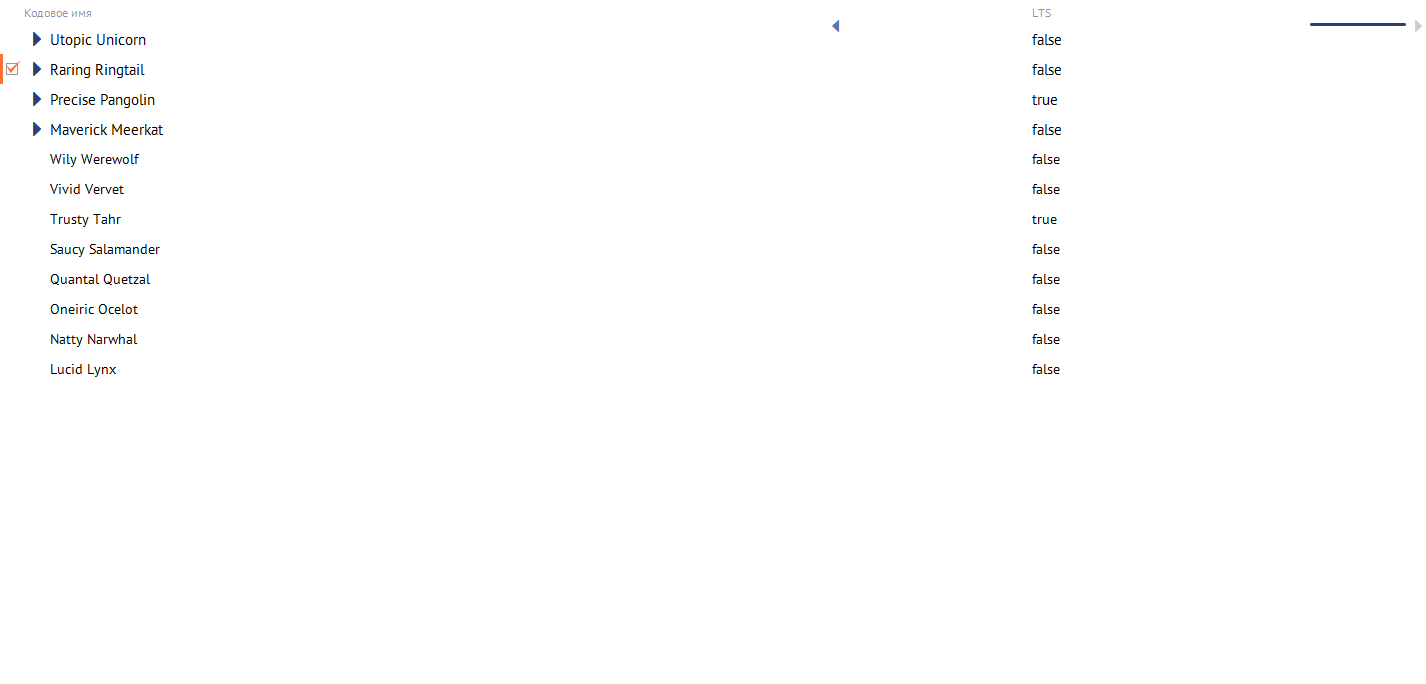 Кодовое имя LTS
Utopic Unicorn false
Raring Ringtail false
Precise Pangolin true
Maverick Meerkat false
Wily Werewolf false
Vivid Vervet false
Trusty Tahr true
Saucy Salamander false
Quantal Quetzal false
Oneiric Ocelot false
Natty Narwhal false
Lucid Lynx false